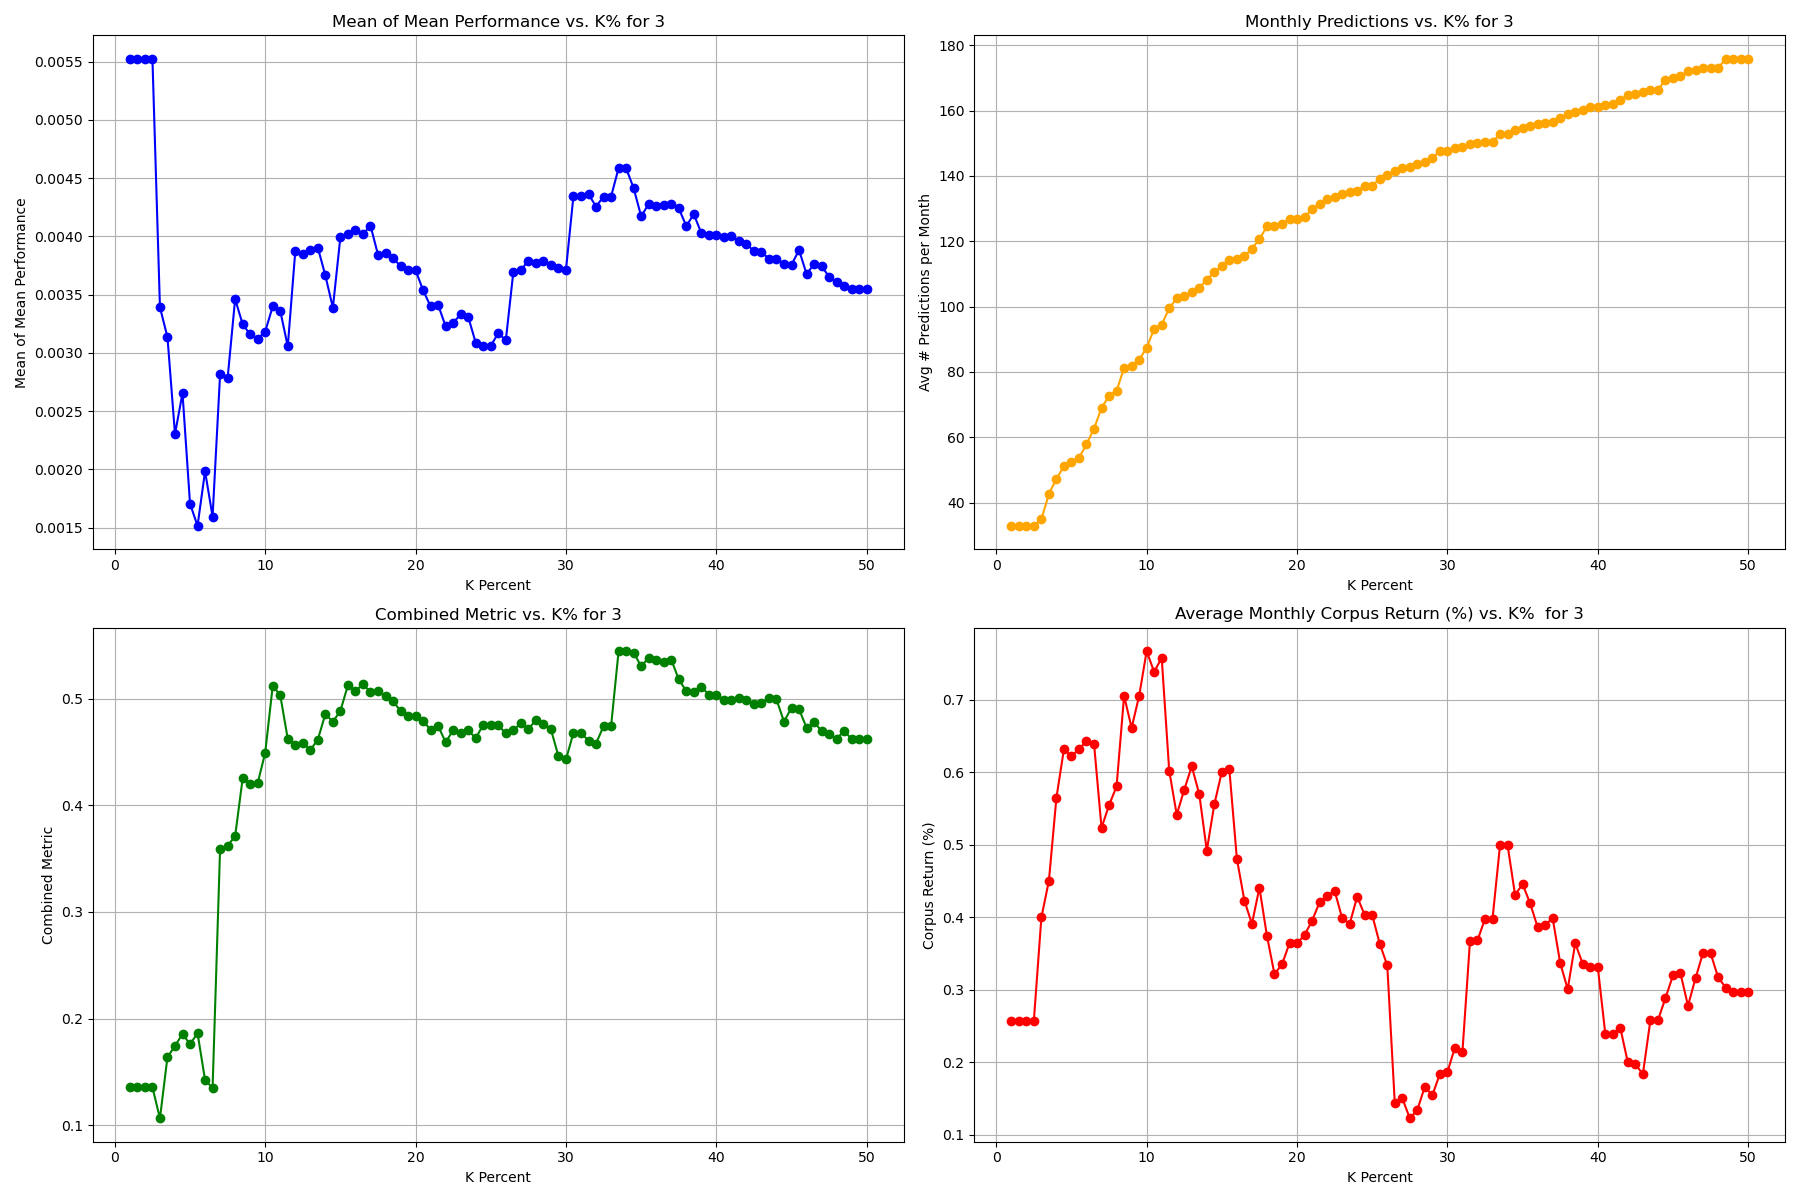 Mean of Mean Performance vs. K% for 3
Mean of Mean Performance
0.0055
0.0050
0.0045
0.0040
0.0035
0.0030
0.0025
0.0020
0.0015
0 10 20 30 40 50
K Percent
Monthly Predictions vs. K% for 3
Avg # Predictions per Month
180
160
140
120
100
80
60
40
0 10 20 30 40 50
K Percent
Combined Metric vs. K% for 3
Combined Metric
0.5
0.4
0.3
0.2
0.1
0 10 20 30 40 50
K Percent
Average Monthly Corpus Return (%) vs. K%  for 3
Corpus Return (%)
0.7
0.6
0.5
0.4
0.3
0.2
0.1
0 10 20 30 40 50
K Percent